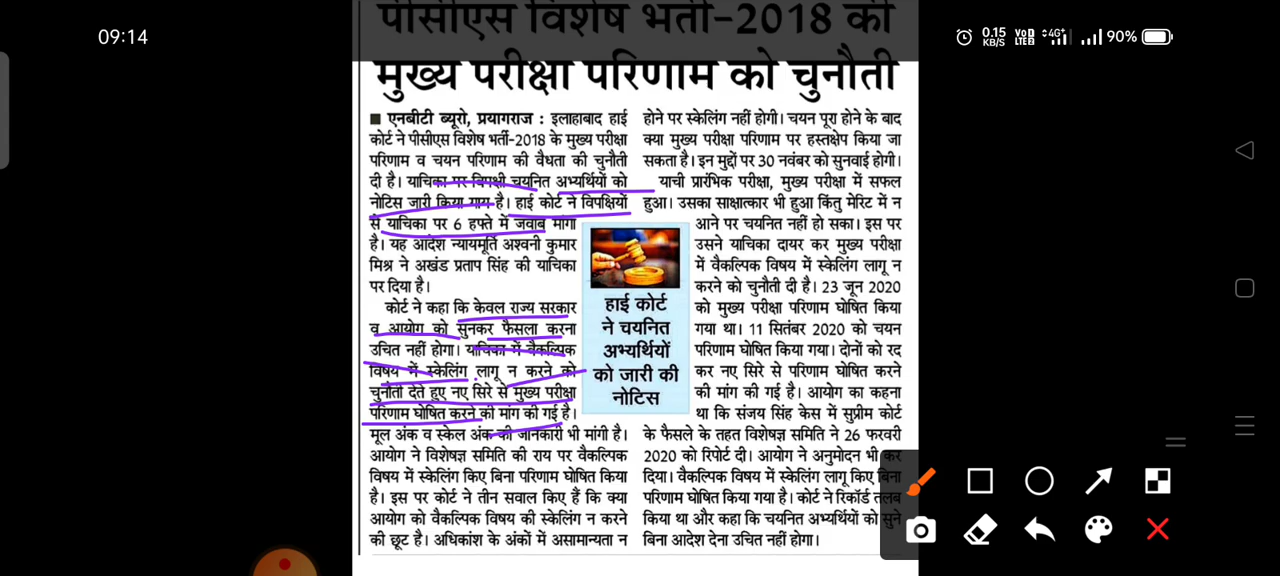 09:14
0.15
KB/S
VoD
LTE2
4G+
90%
पीसीएस विशेष भर्ती-2018 की
मुख्य परीक्षा परिणाम को चुनौती
■ एनबीटी ब्यूरो, प्रयागराज : इलाहाबाद हाई
कोर्ट ने पीसीएस विशेष भर्ती-2018 के मुख्य परीक्षा
परिणाम व चयन परिणाम की वैधता की चुनौती
दी है। याचिका पर विपक्षी चयनित अभ्यर्थियों को
नोटिस जारी किया गाय है। हाई कोर्ट ने विपक्षियों
से याचिका पर 6 हफ्ते में जवाब मांगा
है। यह आदेश न्यायमूर्ति अश्वनी कुमार
मिश्र ने अखंड प्रताप सिंह की याचिका
पर दिया है।
कोर्ट ने कहा कि केवल राज्य सरकार
व आयोग को सुनकर फैसला करना
उचित नहीं होगा। याचिका में वैकल्पिक
विषय में स्केलिंग लागू न करने को
चुनौती देते हुए नए सिरे से मुख्य परीक्षा
परिणाम घोषित करने की मांग की गई है।
मूल अंक व स्केल अंक की जानकारी भी मांगी है।
आयोग ने विशेषज्ञ समिति की राय पर वैकल्पिक
विषय में स्केलिंग किए बिना परिणाम घोषित किया
है। इस पर कोर्ट ने तीन सवाल किए हैं कि क्या
आयोग को वैकल्पिक विषय की स्केलिंग न करने
की छूट है। अधिकांश के अंकों में असामान्यता न
होने पर स्केलिंग नहीं होगी। चयन पूरा होने के बाद
क्या मुख्य परीक्षा परिणाम पर हस्तक्षेप किया जा
सकता है। इन मुद्दों पर 30 नवंबर को सुनवाई होगी।
याची प्रारंभिक परीक्षा, मुख्य परीक्षा में सफल
हुआ। उसका साक्षात्कार भी हुआ किंतु मेरिट में न
आने पर चयनित नहीं हो सका। इस पर
उसने याचिका दायर कर मुख्य परीक्षा
में वैकल्पिक विषय में स्केलिंग लागू न
करने को चुनौती दी है। 23 जून 2020
को मुख्य परीक्षा परिणाम घोषित किया
गया था। 11 सितंबर 2020 को चयन
परिणाम घोषित किया गया। दोनों को रद
कर नए सिरे से परिणाम घोषित करने
की मांग की गई है। आयोग का कहना
था कि संजय सिंह केस में सुप्रीम कोर्ट
के फैसले के तहत विशेषज्ञ समिति ने 26 फरवरी
2020 को रिपोर्ट दी। आयोग ने अनुमोदन भी कर
दिया। वैकल्पिक विषय में स्केलिंग लागू किए बिना
परिणाम घोषित किया गया है। कोर्ट ने रिकॉर्ड तलब
किया था और कहा कि चयनित अभ्यर्थियों को सुने
बिना आदेश देना उचित नहीं होगा।
हाई कोर्ट
ने चयनित
अभ्यर्थियों
को जारी की
नोटिस